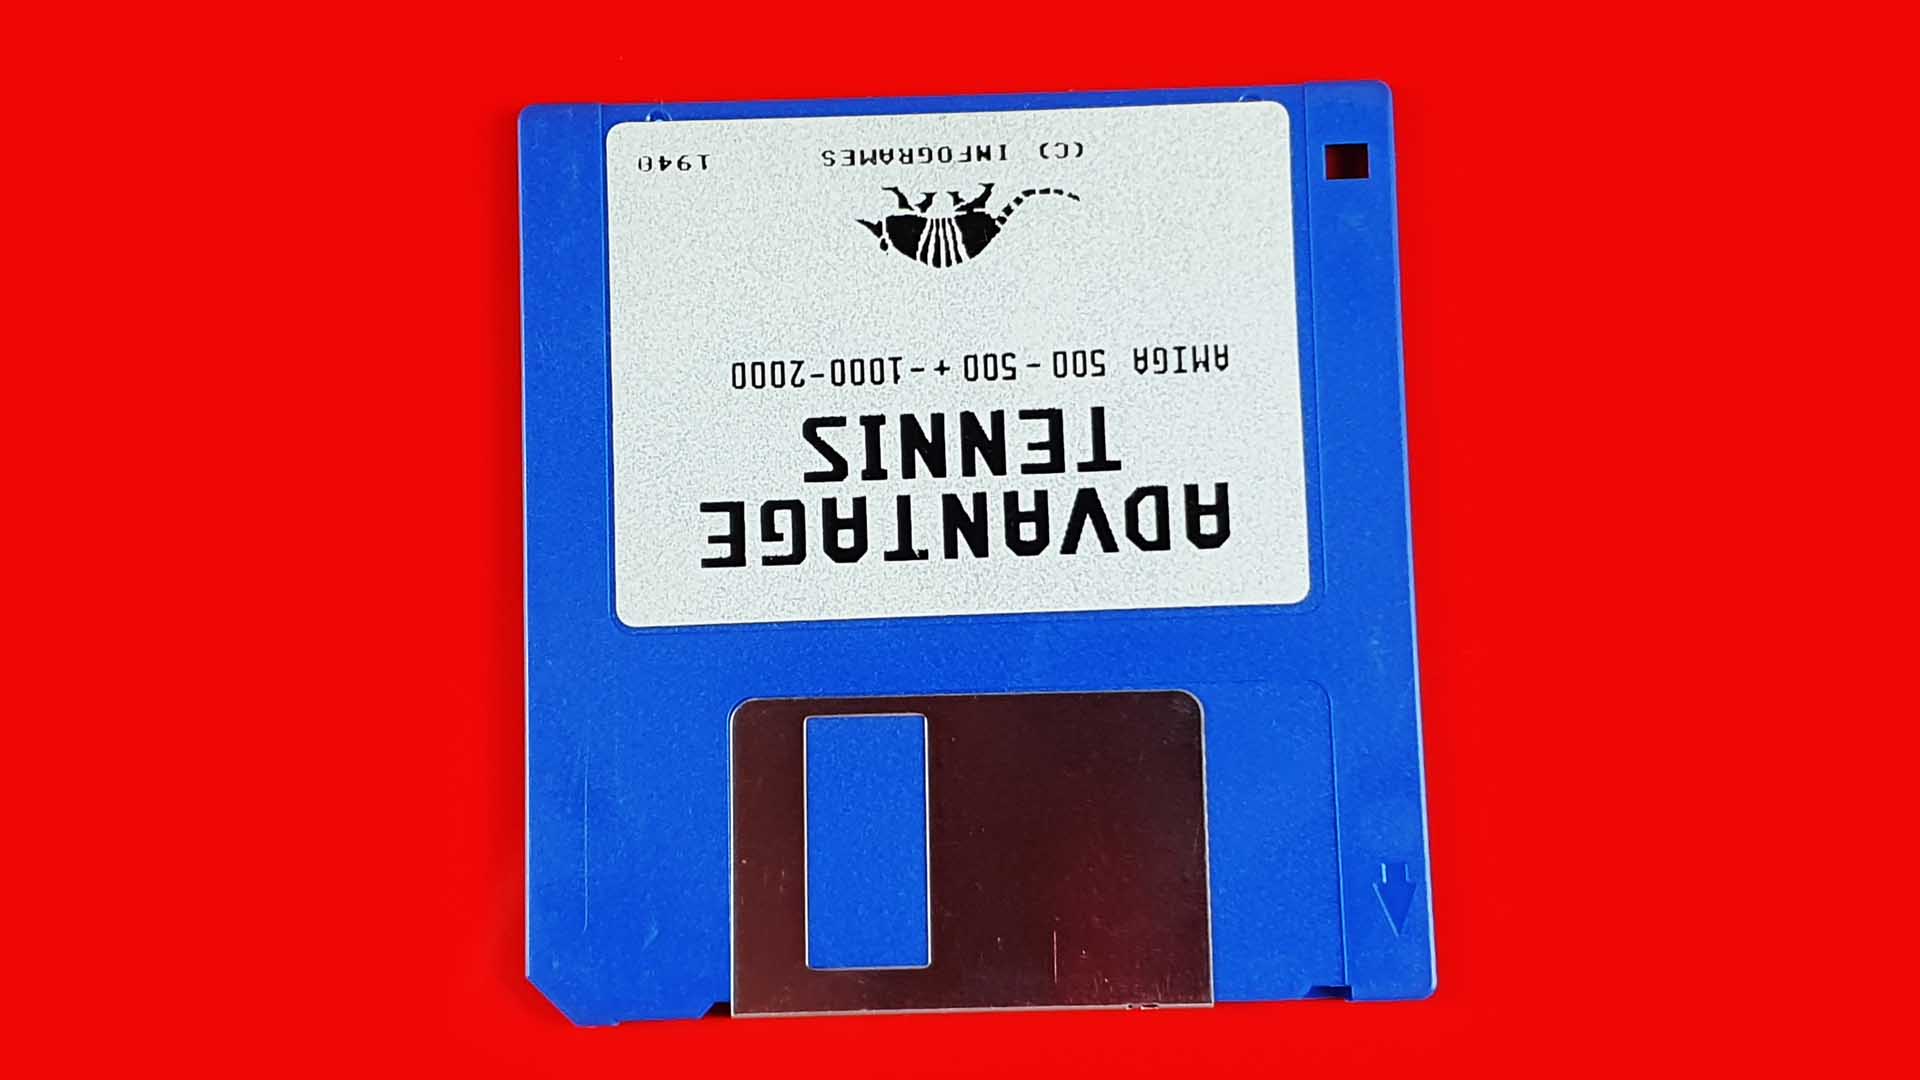 ADVANTAGE
TENNIS
AMIGA 500-500+-1000-2000
(C) INFOGRAMES 1940